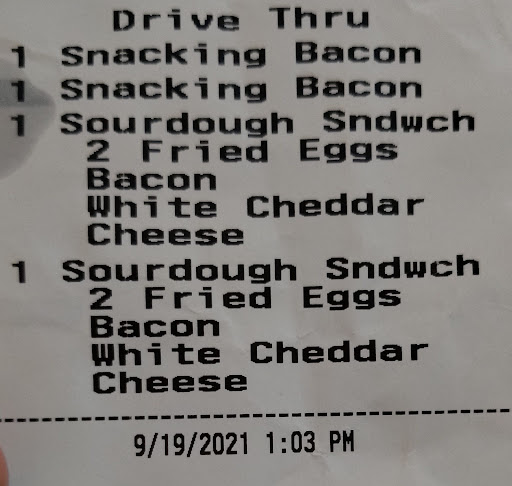 Drive Thru
1 Snacking Bacon
1 Snacking Bacon
1 Sourdough Sndwch
2 Fried Eggs
Bacon
White Cheddar
Cheese
1 Sourdough Sndwch
2 Fried Eggs
Bacon
White Cheddar
Cheese
9/19/2021 1:03 PM